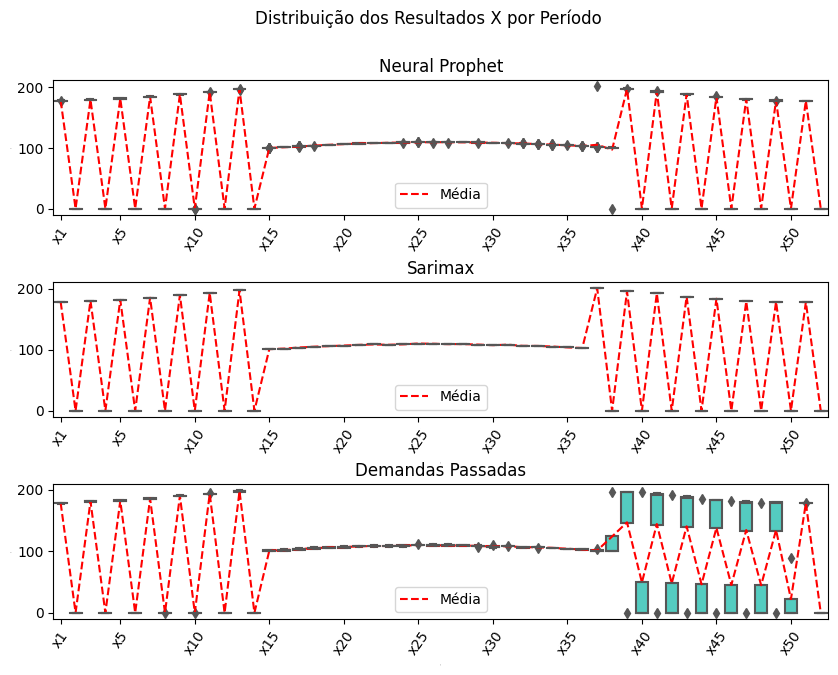 Distribuição dos Resultados X por Período
Neural Prophet
200
100
0
Média
x1 x5 x10 x15 x20 x25 x30 x35 x40 x45 x50
Sarimax
200
100
0
Média
x1 x5 x10 x15 x20 x25 x30 x35 x40 x45 x50
Demandas Passadas
200
100
0
Média
x1 x5 x10 x15 x20 x25 x30 x35 x40 x45 x50